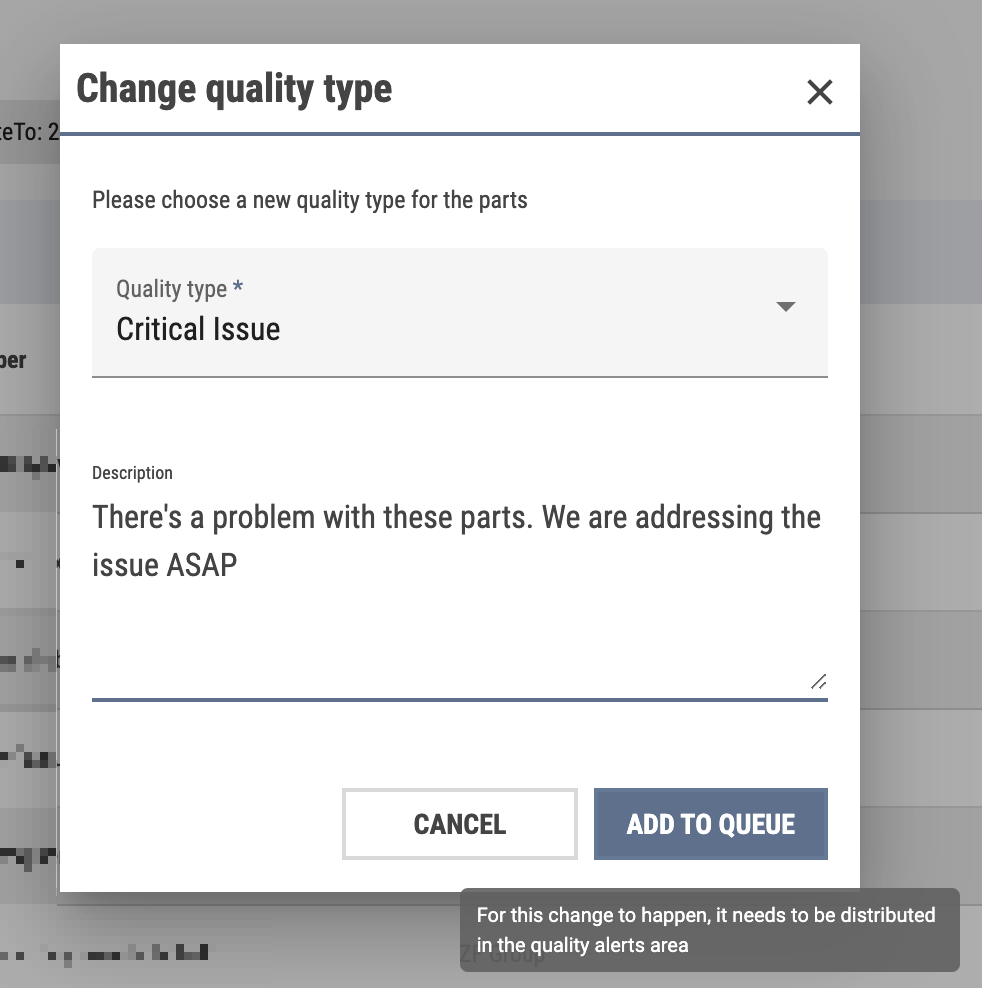 Change quality type
eTo: 2
Please choose a new quality type for the parts
Quality type *
Critical Issue
ber
Description
There's a problem with these parts. We are addressing the
issue ASAP
CANCEL
ADD TO QUEUE
For this change to happen, it needs to be distributed
in the quality alerts area
ZF Group